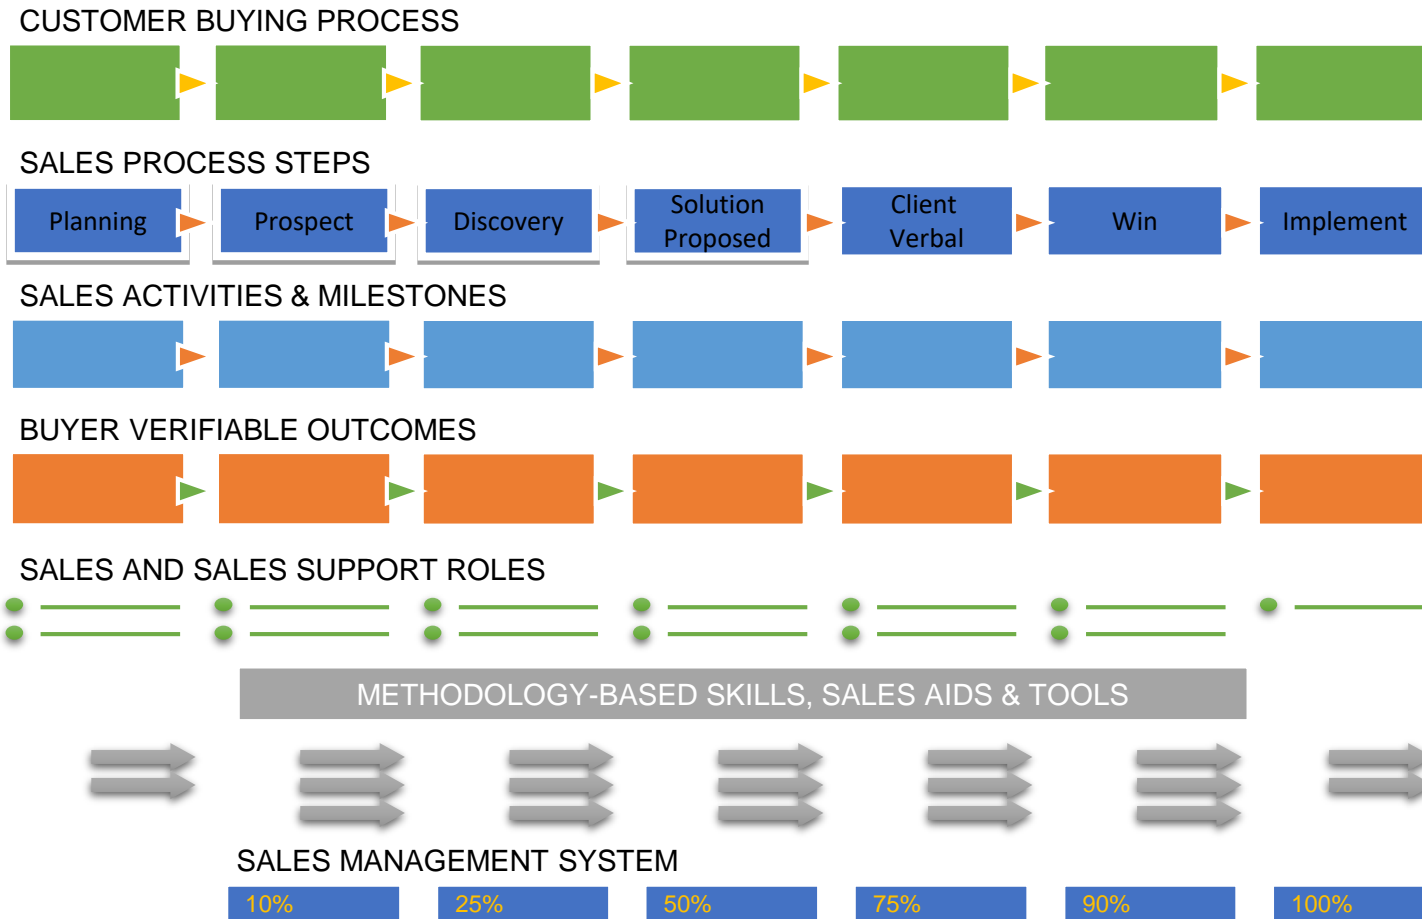 CUSTOMER BUYING PROCESS
SALES PROCESS STEPS
Planning
Prospect
Discovery
Solution
Proposed
Client
Verbal
Win
Implement
SALES ACTIVITIES & MILESTONES
BUYER VERIFIABLE OUTCOMES
SALES AND SALES SUPPORT ROLES
METHODOLOGY-BASED SKILLS, SALES AIDS & TOOLS
SALES MANAGEMENT SYSTEM
10%
25%
50%
75%
90%
100%